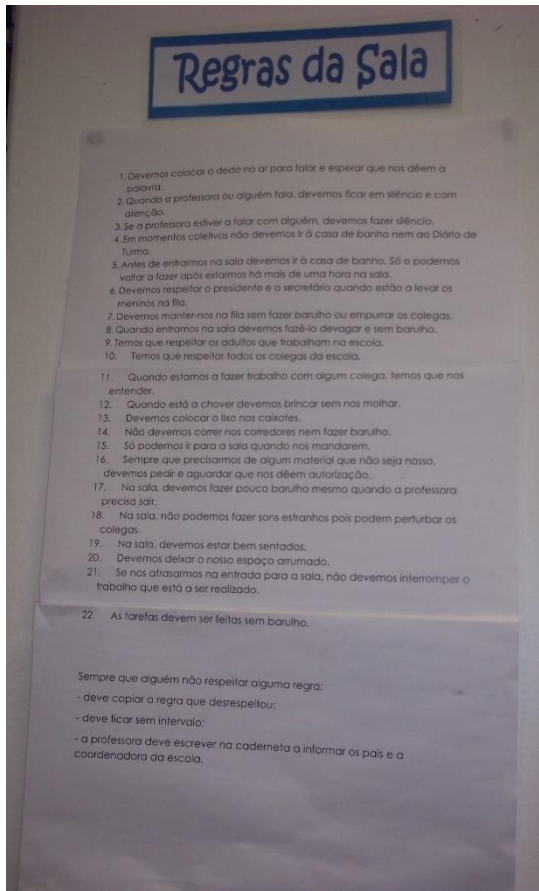 Regras da Sala
1. Devemos colocar o dedo no ar para falar e esperar que nos dêem a
palavra.
2. Quando a professora ou alguém fala, devemos ficar em silêncio e com
atenção.
3. Se a professora estiver a falar com alguém, devemos fazer silêncio.
4. Em momentos coletivos não devemos ir à casa de banho nem ao Diário de
Turma.
5. Antes de entrarmos na sala devemos ir à casa de banho. Só o podemos
voltar a fazer após estarmos há mais de uma hora na sala.
6. Devemos respeitar o presidente e o secretário quando estão a levar os
meninos na fila.
7. Devemos manter-nos na fila sem fazer barulho ou empurrar os colegas.
8. Quando entramos na sala devemos fazê-lo devagar e sem barulho.
9. Temos que respeitar os adultos que trabalham na escola.
10. Temos que respeitar todos os colegas da escola.
11. Quando estamos a fazer trabalho com algum colega, temos que nos
entender.
12. Quando está a chover devemos brincar sem nos molhar.
13. Devemos colocar o lixo nos caixotes.
14. Não devemos correr nos corredores nem fazer barulho.
15. Só podemos ir para a sala quando nos mandarem.
16. Sempre que precisarmos de algum material que não seja nosso,
devemos pedir e aguardar que nos dêem autorização.
17. Na sala, devemos fazer pouco barulho mesmo quando a professora
precisa sair.
18. Na sala, não podemos fazer sons estranhos pois podem perturbar os
colegas.
19. Na sala, devemos estar bem sentados.
20. Devemos deixar o nosso espaço arrumado.
21. Se nos atrasarmos na entrada para a sala, não devemos interromper o
trabalho que está a ser realizado.
22. As tarefas devem ser feitas sem barulho.
Sempre que alguém não respeitar alguma regra:
- deve copiar a regra que desrespeitou;
- deve ficar sem intervalo;
- a professora deve escrever na caderneta a informar os pais e a
coordenadora da escola.